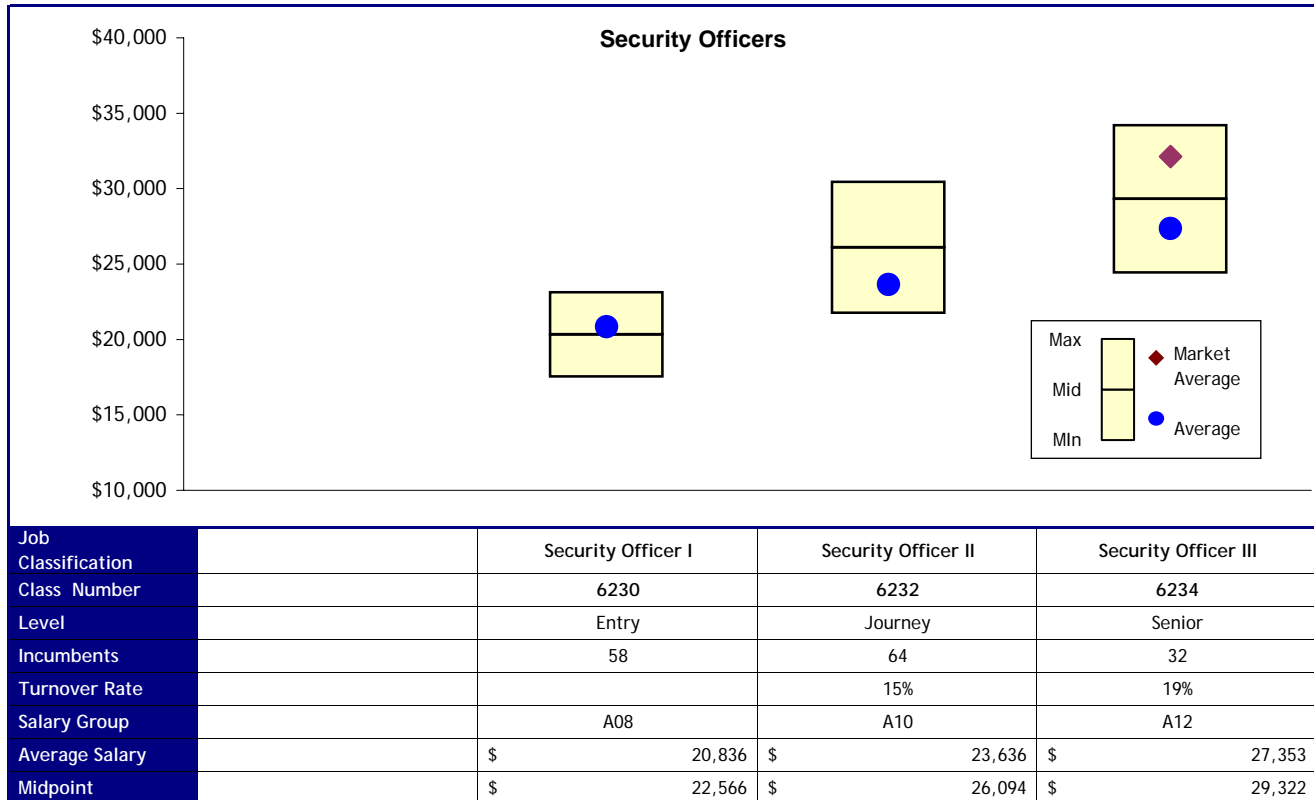 Security Officers
$40,000
$35,000
$30,000
$25,000
$20,000
$15,000
$10,000
Max
Mid
MIn
Market
Average
Average
Job
Classification
Security Officer I
Security Officer II
Security Officer III
Class Number
6230
6232
6234
Level
Entry
Journey
Senior
Incumbents
58
64
32
Turnover Rate
15%
19%
Salary Group
A08
A10
A12
Average Salary
$ 20,836
$ 23,636
$ 27,353
Midpoint
$ 22,566
$ 26,094
$ 29,322